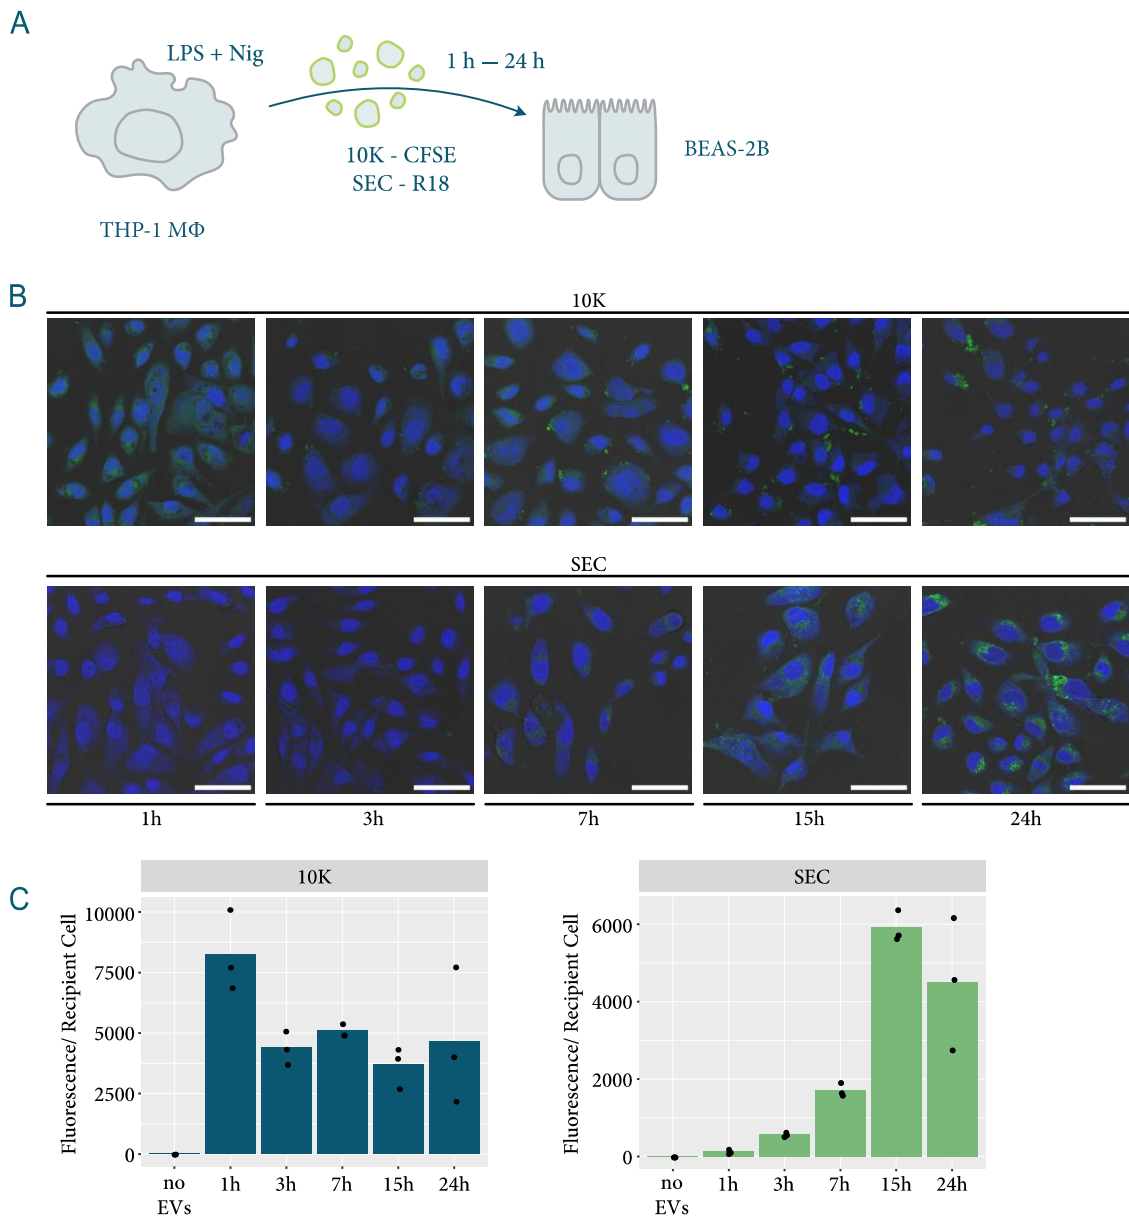 A
LPS + Nig
1 h – 24 h
10K - CFSE
SEC - R18
BEAS-2B
THP-1 MΦ
B
10K
SEC
1h
3h
7h
15h
24h
C
10K
Fluorescence/ Recipient Cell
10000
7500
5000
2500
0
no EVs
1h
3h
7h
15h
24h
SEC
Fluorescence/ Recipient Cell
6000
4000
2000
0
no EVs
1h
3h
7h
15h
24h